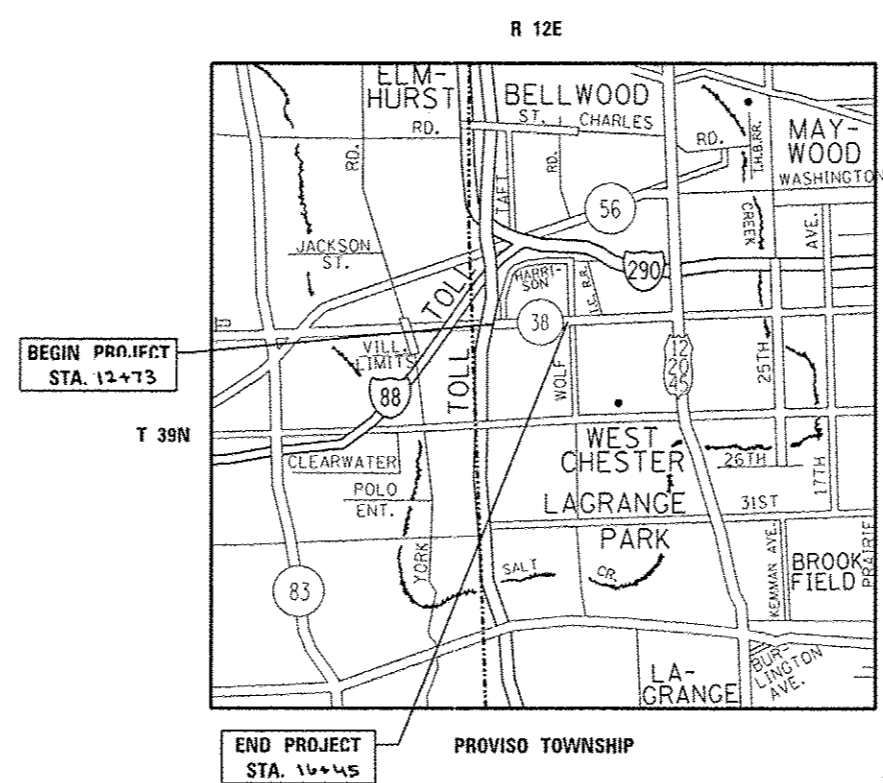 R 12E
ELM-
HURST
BELLWOOD
ST. CHARLES
RD.
RD.
MAY-
WOOD
I.H.B.RR.
WASHINGTON
RD.
RD.
TAFT
56
CREEK
AVE.
JACKSON
ST.
TOLL
290
HARRI-
SON
I.C. R.R.
38
BEGIN PROJECT
STA. 12+73
VILL.
LIMITS
TOLL
WOLF
12
20
45
25TH
88
T 39N
WEST
CHESTER
CLEARWATER
26TH
17TH
POLO
ENT.
LAGRANGE
31ST
PARK
YORK
SALT
CR.
KEMMAN AVE.
BROOK
FIELD
PRAIRIE
83
LA-
GRANGE
BUR-
LINGTON
AVE.
END PROJECT
STA. 16+45
PROVISO TOWNSHIP